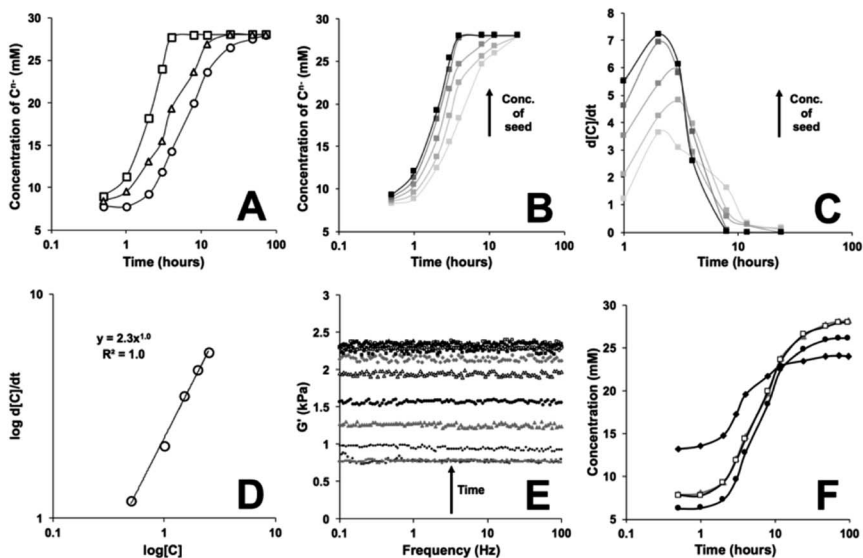 Concentration of Cⁿ⁻ (mM)
30
25
20
15
10
5
0.1
1
10
100
Time (hours)
A
Concentration of Cⁿ⁻ (mM)
30
25
20
15
10
5
0.1
1
10
100
Time (hours)
Conc.
of
seed
B
d[C]/dt
8
7
6
5
4
3
2
1
0
1
10
100
Time (hours)
Conc.
of
seed
C
log d[C]/dt
10
1
0.1
1
10
log[C]
y = 2.3x¹·⁰
R² = 1.0
D
G' (kPa)
3
2.5
2
1.5
1
0.5
0
0.1
1
10
100
Frequency (Hz)
Time
E
Concentration (mM)
30
25
20
15
10
5
0.1
1
10
100
Time (hours)
F